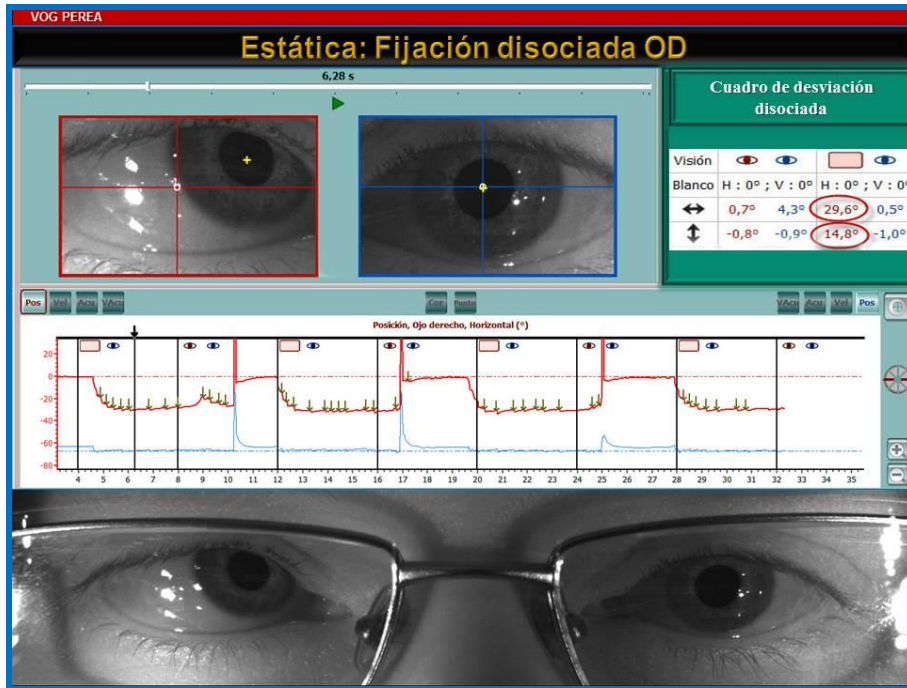 VOG PEREA
Estática: Fijación disociada OD
6,28 s
Cuadro de desviación
disociada
Visión
Blanco H : 0° ; V : 0° H : 0° ; V : 0°
0,7° 4,3° 29,6° 0,5°
-0,8° -0,9° 14,8° -1,0°
Pos Vel Acu VAcu Cor Punto VAcu Acu Vel Pos
Posición, Ojo derecho, Horizontal (°)
20
0
-20
-40
-60
-80
4 5 6 7 8 9 10 11 12 13 14 15 16 17 18 19 20 21 22 23 24 25 26 27 28 29 30 31 32 33 34 35